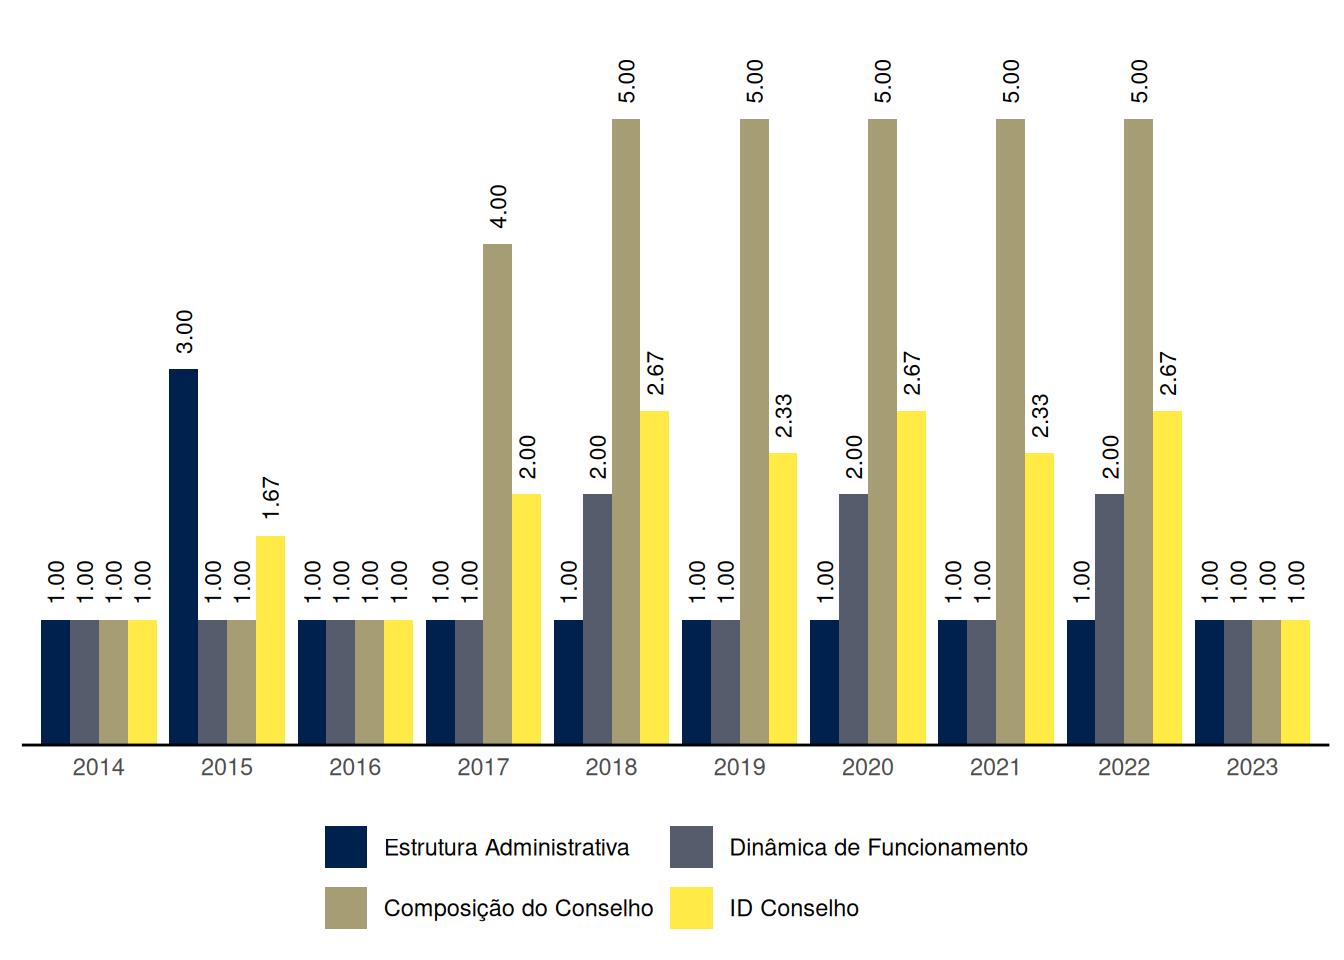 5.00 5.00 5.00 5.00 5.00
4.00
3.00
2.67 2.67 2.67
2.33 2.33
2.00 2.00 2.00 2.00
1.67
1.00 1.00 1.00 1.00 1.00 1.00 1.00 1.00 1.00 1.00 1.00 1.00 1.00 1.00 1.00 1.00 1.00 1.00 1.00 1.00 1.00 1.00 1.00
2014 2015 2016 2017 2018 2019 2020 2021 2022 2023
Estrutura Administrativa Dinâmica de Funcionamento
Composição do Conselho ID Conselho